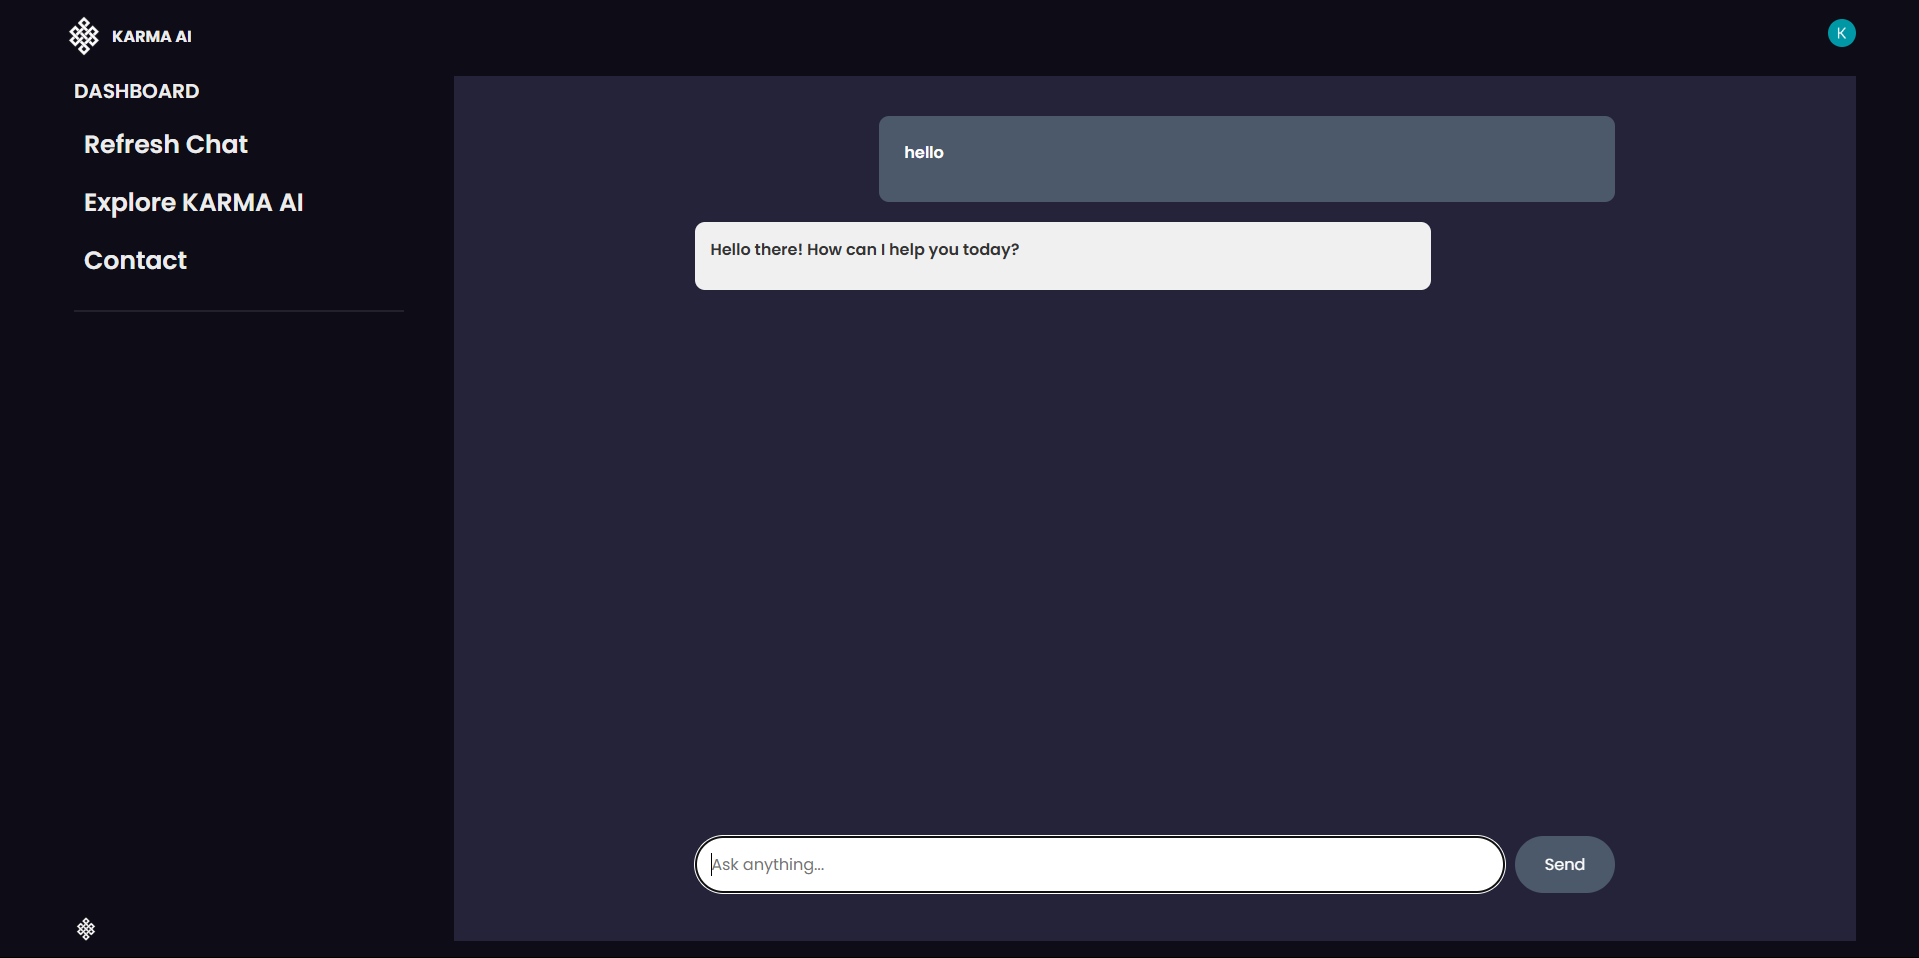 KARMA AI
K
DASHBOARD
Refresh Chat
Explore KARMA AI
Contact
hello
Hello there! How can I help you today?
Ask anything...
Send